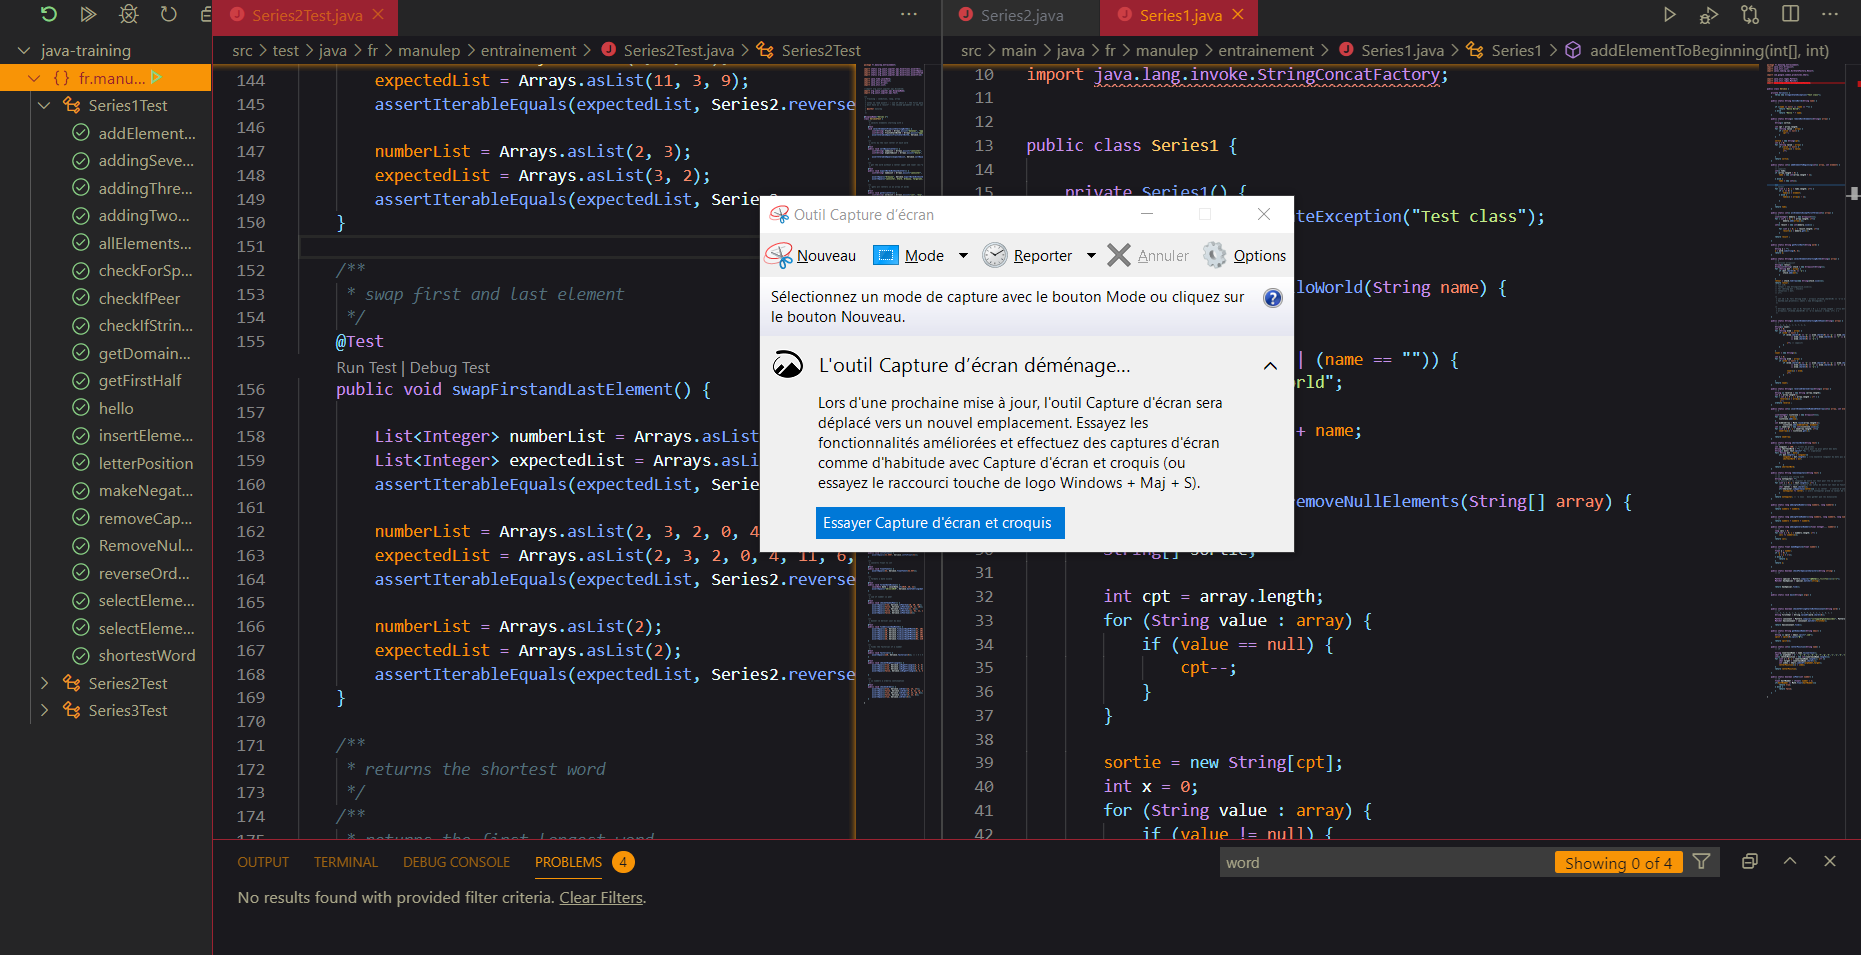 Series2Test.java
Series2.java
Series1.java
java-training
src > test > java > fr > manulep > entrainement > Series2Test.java > Series2Test
src > main > java > fr > manulep > entrainement > Series1.java > Series1 > addElementToBeginning(int[], int)
{} fr.manu...
Series1Test
addElement...
addingSeve...
addingThre...
addingTwo...
allElements...
checkForSp...
checkIfPeer
checkIfStrin...
getDomain...
getFirstHalf
hello
insertEleme...
letterPosition
makeNegat...
removeCap...
RemoveNul...
reverseOrd...
selectEleme...
selectEleme...
shortestWord
Series2Test
Series3Test
144 expectedList = Arrays.asList(11, 3, 9);
145 assertIterableEquals(expectedList, Series2.reverse
146
147 numberList = Arrays.asList(2, 3);
148 expectedList = Arrays.asList(3, 2);
149 assertIterableEquals(expectedList, Series2
150 }
151
152 /**
153 * swap first and last element
154 */
155 @Test
Run Test | Debug Test
156 public void swapFirstandLastElement() {
157
158 List<Integer> numberList = Arrays.asList
159 List<Integer> expectedList = Arrays.asLi
160 assertIterableEquals(expectedList, Serie
161
162 numberList = Arrays.asList(2, 3, 2, 0, 4
163 expectedList = Arrays.asList(2, 3, 2, 0, 4, 11, 6,
164 assertIterableEquals(expectedList, Series2.reverse
165
166 numberList = Arrays.asList(2);
167 expectedList = Arrays.asList(2);
168 assertIterableEquals(expectedList, Series2.reverse
169 }
170
171 /**
172 * returns the shortest word
173 */
174 /**
175 * returns the first longest word
10 import java.lang.invoke.StringConcatFactory;
11
12
13 public class Series1 {
14
15 private Series1() {
teException("Test class");
loWorld(String name) {
| (name == "")) {
rld";
+ name;
emoveNullElements(String[] array) {
30 String[] sortie;
31
32 int cpt = array.length;
33 for (String value : array) {
34 if (value == null) {
35 cpt--;
36 }
37 }
38
39 sortie = new String[cpt];
40 int x = 0;
41 for (String value : array) {
42 if (value != null) {
Outil Capture d'écran
Nouveau Mode Reporter Annuler Options
Sélectionnez un mode de capture avec le bouton Mode ou cliquez sur
le bouton Nouveau.
L'outil Capture d'écran déménage...
Lors d'une prochaine mise à jour, l'outil Capture d'écran sera
déplacé vers un nouvel emplacement. Essayez les
fonctionnalités améliorées et effectuez des captures d'écran
comme d'habitude avec Capture d'écran et croquis (ou
essayez le raccourci touche de logo Windows + Maj + S).
Essayer Capture d'écran et croquis
OUTPUT TERMINAL DEBUG CONSOLE PROBLEMS 4
word Showing 0 of 4
No results found with provided filter criteria. Clear Filters.